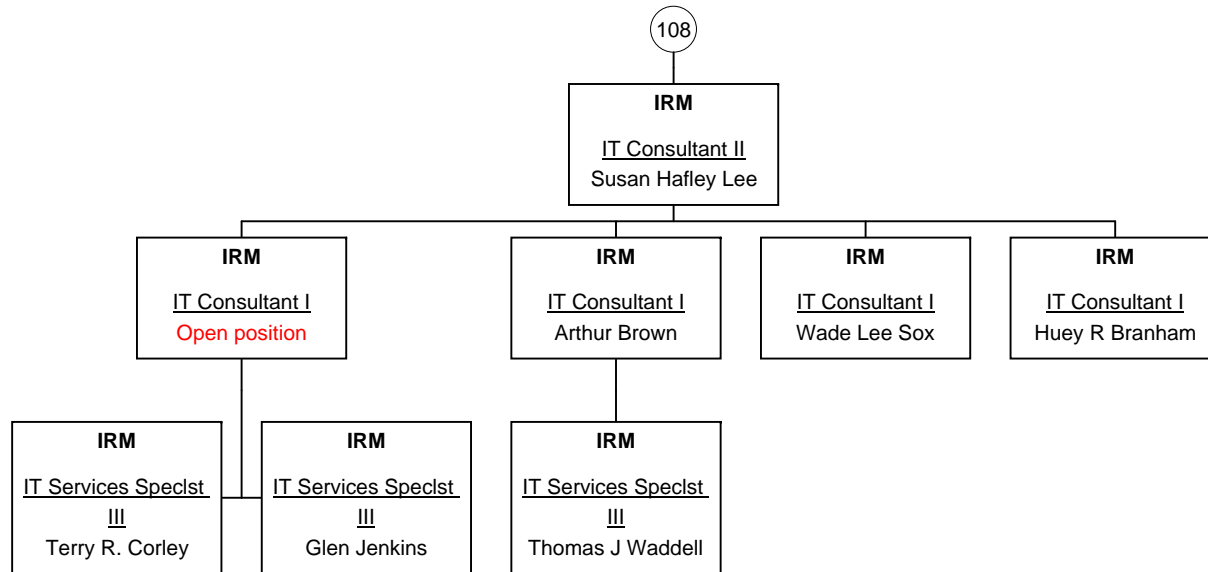 108
IRM
IT Consultant II
Susan Hafley Lee
IRM
IT Consultant I
Open position
IRM
IT Consultant I
Arthur Brown
IRM
IT Consultant I
Wade Lee Sox
IRM
IT Consultant I
Huey R Branham
IRM
IT Services Speclst
III
Terry R. Corley
IRM
IT Services Speclst
III
Glen Jenkins
IRM
IT Services Speclst
III
Thomas J Waddell